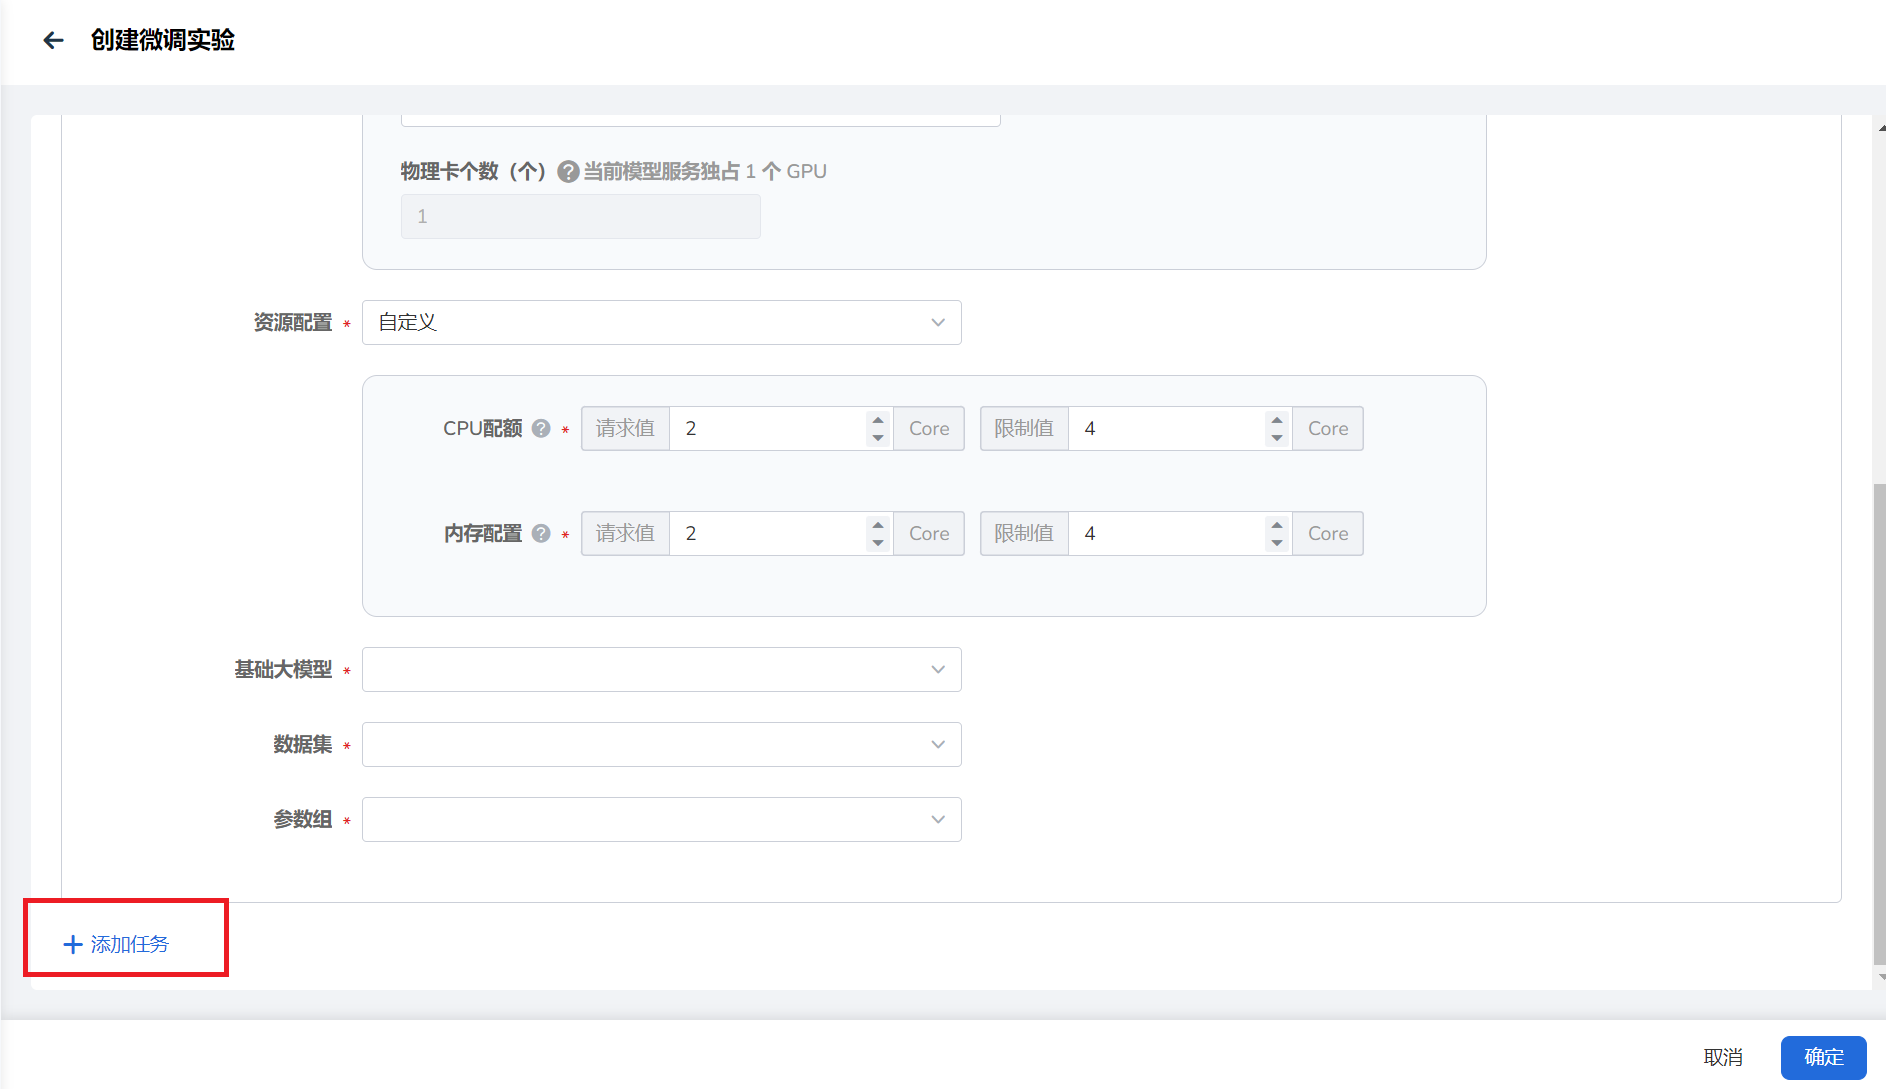 创建微调实验
物理卡个数（个） 当前模型服务独占 1 个 GPU
1
资源配置 * 自定义
CPU配额 * 请求值 2 Core 限制值 4 Core
内存配置 * 请求值 2 Core 限制值 4 Core
基础大模型 *
数据集 *
参数组 *
+ 添加任务
取消 确定